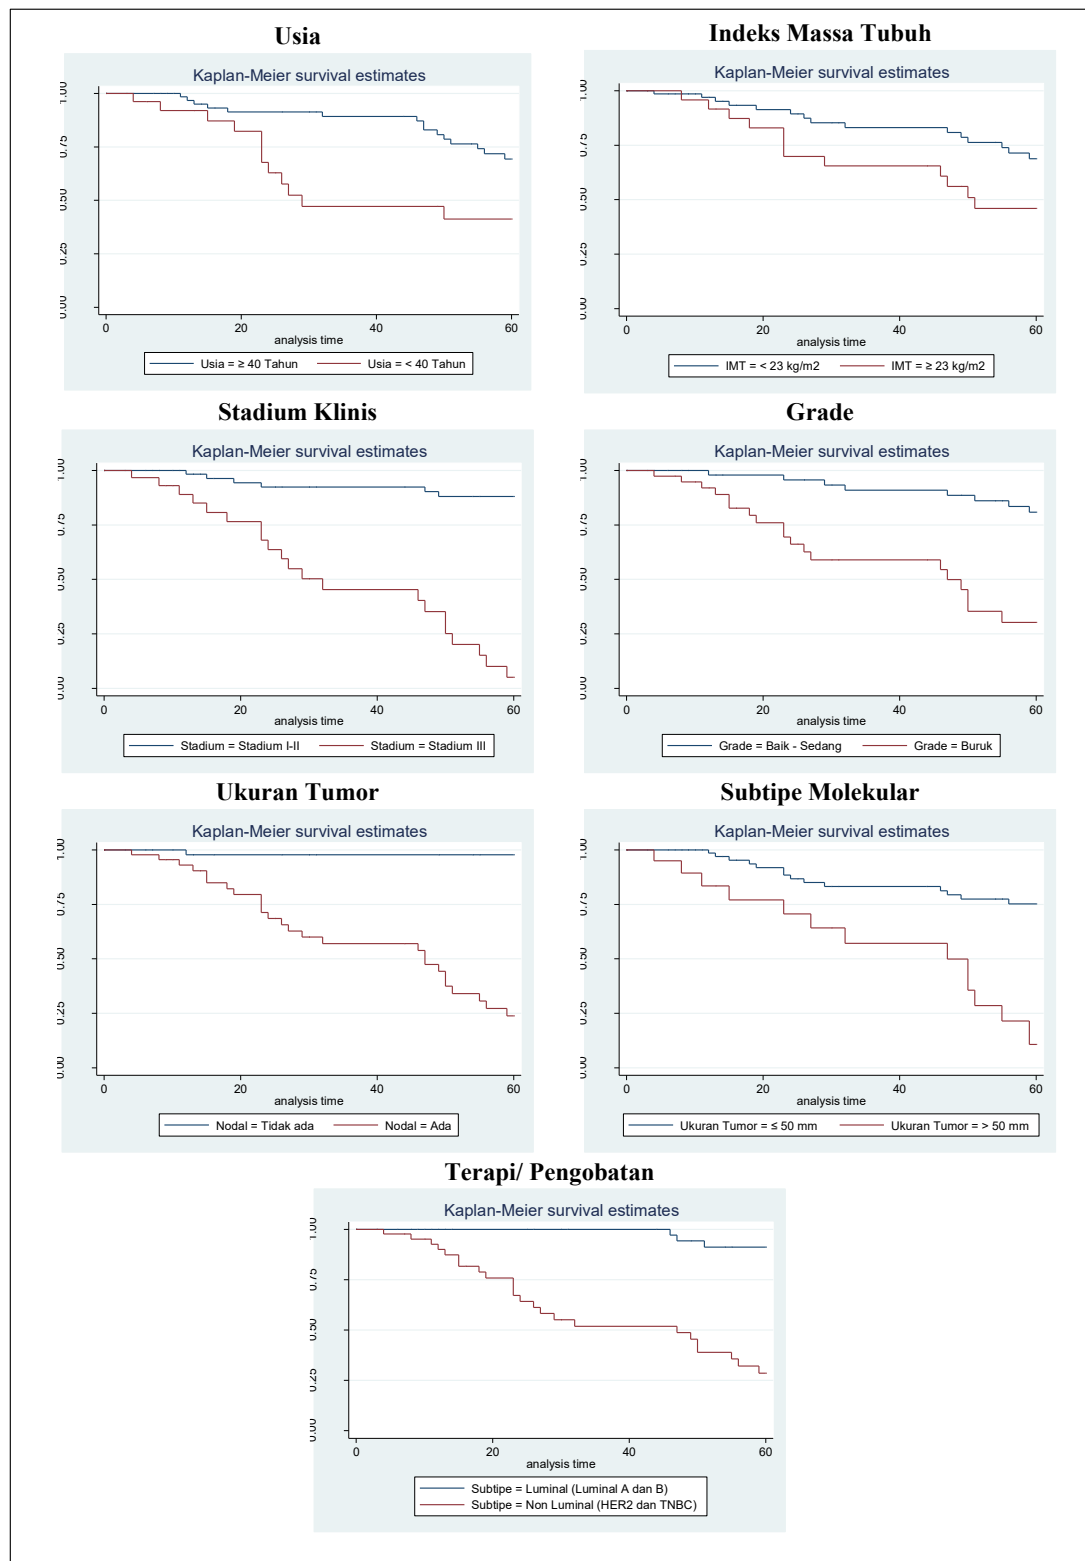 Usia
Kaplan-Meier survival estimates
1.00
0.75
0.50
0.25
0.00
0 20 40 60
analysis time
Usia = ≥ 40 Tahun Usia = < 40 Tahun
Indeks Massa Tubuh
Kaplan-Meier survival estimates
1.00
0.75
0.50
0.25
0.00
0 20 40 60
analysis time
IMT = < 23 kg/m2 IMT = ≥ 23 kg/m2
Stadium Klinis
Kaplan-Meier survival estimates
1.00
0.75
0.50
0.25
0.00
0 20 40 60
analysis time
Stadium = Stadium I-II Stadium = Stadium III
Grade
Kaplan-Meier survival estimates
1.00
0.75
0.50
0.25
0.00
0 20 40 60
analysis time
Grade = Baik - Sedang Grade = Buruk
Ukuran Tumor
Kaplan-Meier survival estimates
1.00
0.75
0.50
0.25
0.00
0 20 40 60
analysis time
Nodal = Tidak ada Nodal = Ada
Subtipe Molekular
Kaplan-Meier survival estimates
1.00
0.75
0.50
0.25
0.00
0 20 40 60
analysis time
Ukuran Tumor = ≤ 50 mm Ukuran Tumor = > 50 mm
Terapi/ Pengobatan
Kaplan-Meier survival estimates
1.00
0.75
0.50
0.25
0.00
0 20 40 60
analysis time
Subtipe = Luminal (Luminal A dan B)
Subtipe = Non Luminal (HER2 dan TNBC)